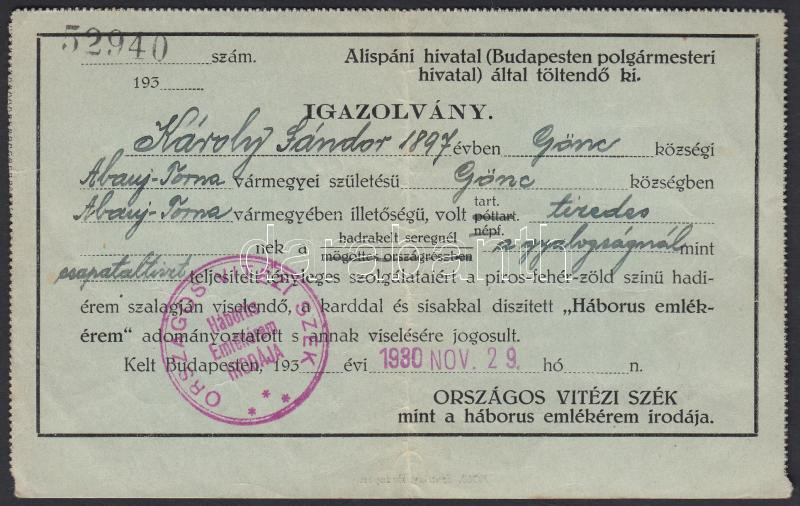 52940 szám.
Alispáni hivatal (Budapesten polgármesteri
hivatal) által töltendő ki.
193
IGAZOLVÁNY.
Károly Sándor 1897 évben Gönc községi
Abauj-Torna vármegyei születésü Gönc községben
Abauj-Torna vármegyében illetőségü, volt tart. póttart. népf. tizedes
nek a hadrakelt seregnél mögöttes országrészben a gyalogságnál mint
csapataltiszt teljesitett tényleges szolgálataiért a piros-fehér-zöld szinü hadi-
érem szalagján viselendő, a karddal és sisakkal diszitett „Háborus emlék-
érem” adományoztatott s annak viselésére jogosult.
Kelt Budapesten, 193 évi 1930 NOV. 29. hó n.
ORSZÁGOS VITÉZI SZÉK
mint a háborus emlékérem irodája.
ORSZÁGOS VITÉZI SZÉK
Háborus
Emlékérem
IRODÁJA
darabanth